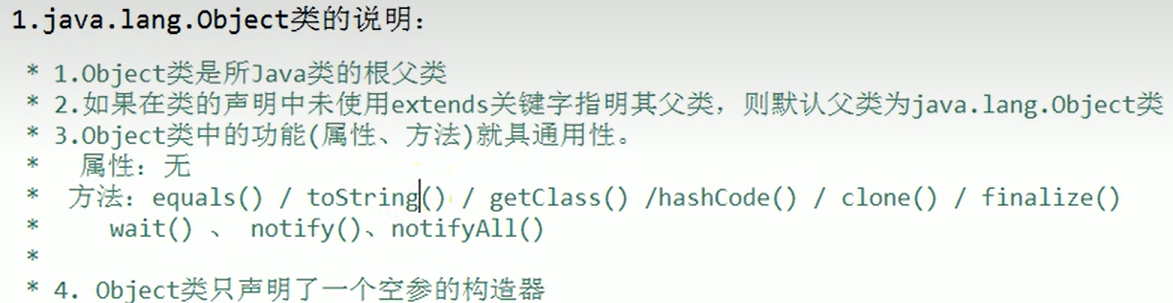 1.java.lang.Object类的说明：
* 1.Object类是所Java类的根父类
* 2.如果在类的声明中未使用extends关键字指明其父类，则默认父类为java.lang.Object类
* 3.Object类中的功能(属性、方法)就具通用性。
* 属性：无
* 方法：equals() / toString() / getClass() /hashCode() / clone() / finalize()
* wait() 、 notify()、notifyAll()
*
* 4. Object类只声明了一个空参的构造器